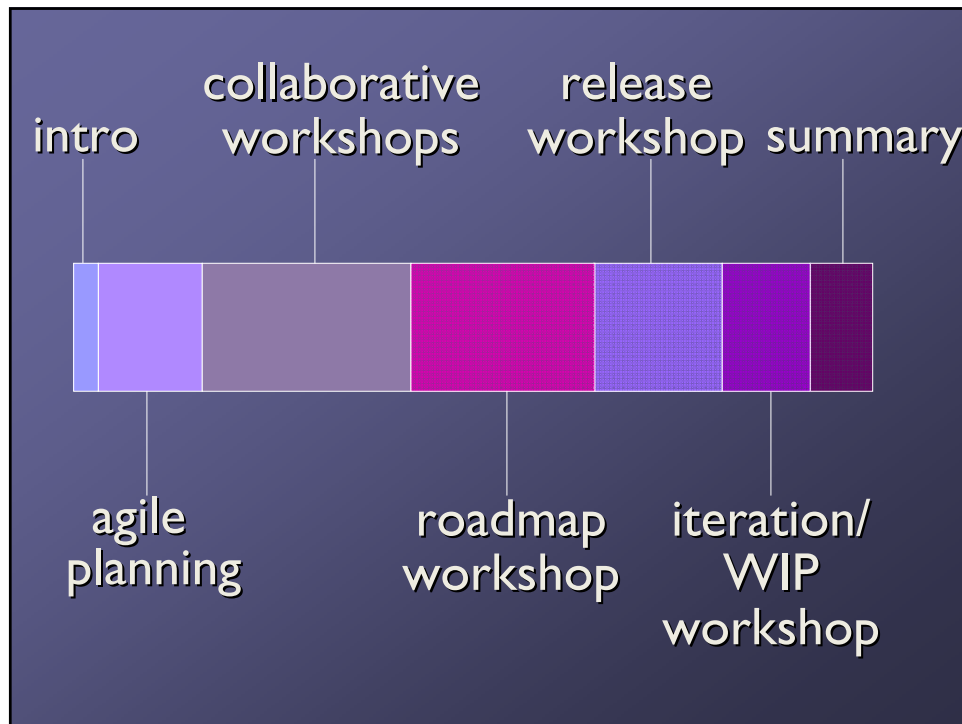 intro
collaborative
workshops
release
workshop
summary
agile
planning
roadmap
workshop
iteration/
WIP
workshop